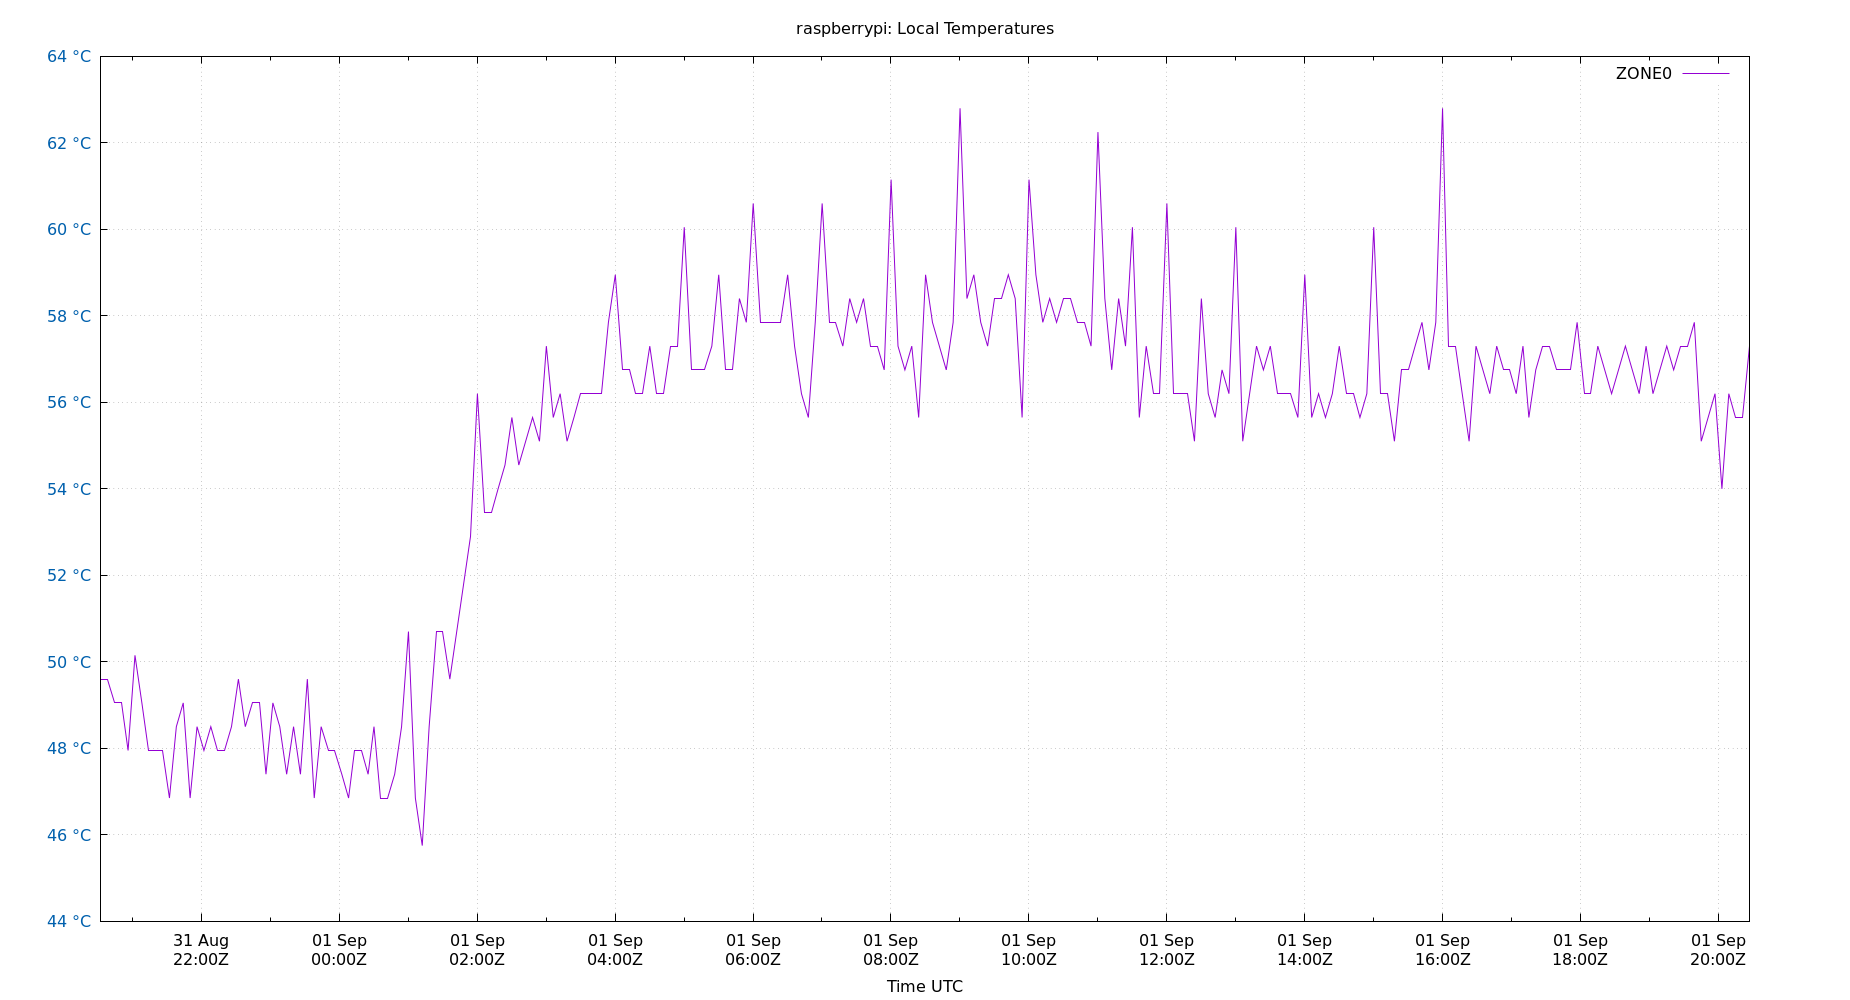 raspberrypi: Local Temperatures
ZONE0
64 °C
62 °C
60 °C
58 °C
56 °C
54 °C
52 °C
50 °C
48 °C
46 °C
44 °C
31 Aug 01 Sep 01 Sep 01 Sep 01 Sep 01 Sep 01 Sep 01 Sep 01 Sep 01 Sep 01 Sep 01 Sep
22:00Z 00:00Z 02:00Z 04:00Z 06:00Z 08:00Z 10:00Z 12:00Z 14:00Z 16:00Z 18:00Z 20:00Z
Time UTC